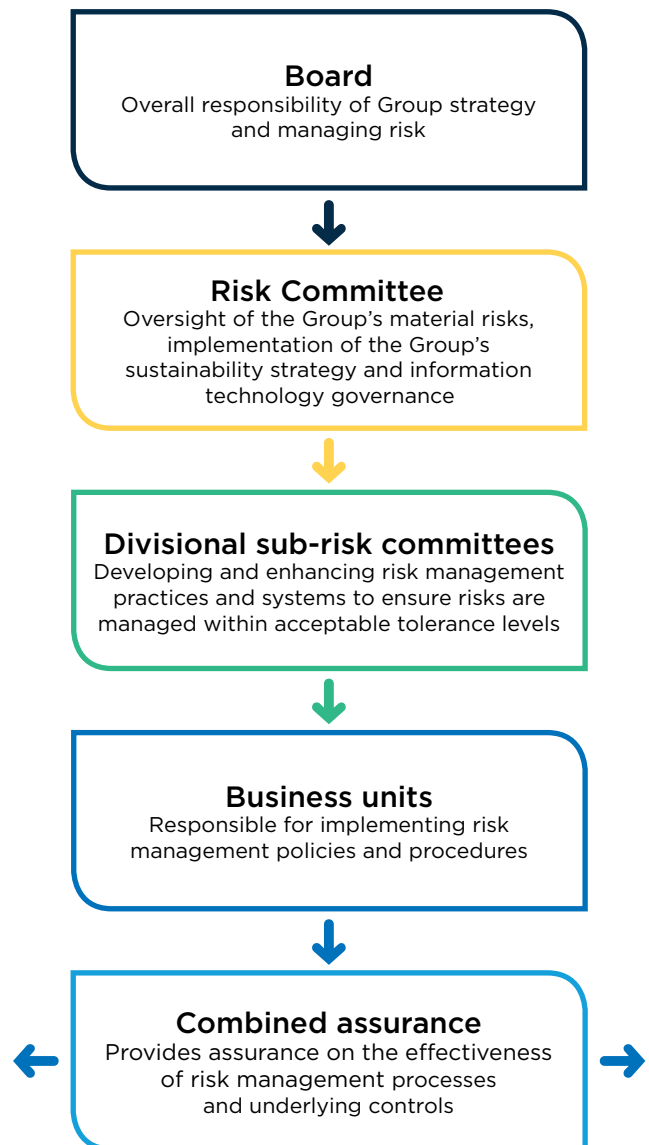 Board
Overall responsibility of Group strategy
and managing risk
Risk Committee
Oversight of the Group’s material risks,
implementation of the Group’s
sustainability strategy and information
technology governance
Divisional sub-risk committees
Developing and enhancing risk management
practices and systems to ensure risks are
managed within acceptable tolerance levels
Business units
Responsible for implementing risk
management policies and procedures
Combined assurance
Provides assurance on the effectiveness
of risk management processes
and underlying controls